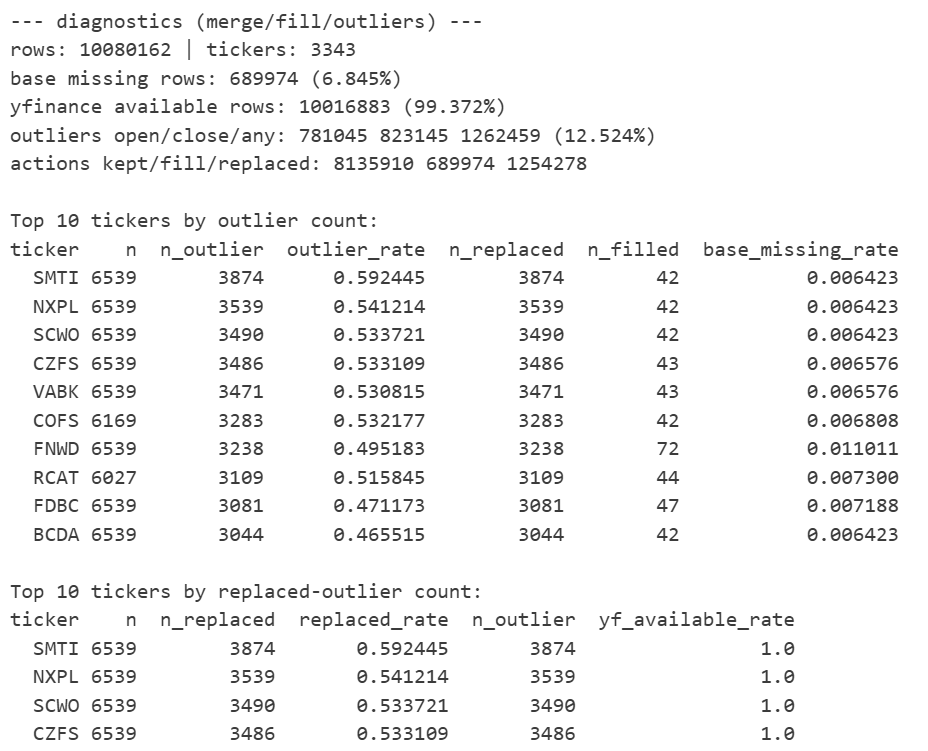 --- diagnostics (merge/fill/outliers) ---
rows: 10080162 | tickers: 3343
base missing rows: 689974 (6.845%)
yfinance available rows: 10016883 (99.372%)
outliers open/close/any: 781045 823145 1262459 (12.524%)
actions kept/fill/replaced: 8135910 689974 1254278

Top 10 tickers by outlier count:
ticker    n  n_outlier  outlier_rate  n_replaced  n_filled  base_missing_rate
  SMTI 6539       3874      0.592445        3874        42           0.006423
  NXPL 6539       3539      0.541214        3539        42           0.006423
  SCWO 6539       3490      0.533721        3490        42           0.006423
  CZFS 6539       3486      0.533109        3486        43           0.006576
  VABK 6539       3471      0.530815        3471        43           0.006576
  COFS 6169       3283      0.532177        3283        42           0.006808
  FNWD 6539       3238      0.495183        3238        72           0.011011
  RCAT 6027       3109      0.515845        3109        44           0.007300
  FDBC 6539       3081      0.471173        3081        47           0.007188
  BCDA 6539       3044      0.465515        3044        42           0.006423

Top 10 tickers by replaced-outlier count:
ticker    n  n_replaced  replaced_rate  n_outlier  yf_available_rate
  SMTI 6539        3874       0.592445       3874                1.0
  NXPL 6539        3539       0.541214       3539                1.0
  SCWO 6539        3490       0.533721       3490                1.0
  CZFS 6539        3486       0.533109       3486                1.0